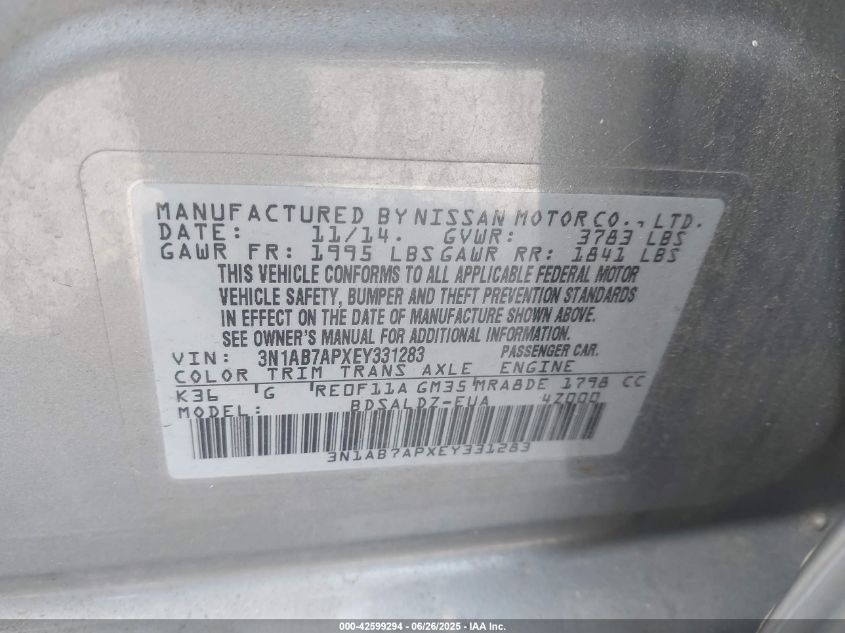 MANUFACTURED BY NISSAN MOTOR CO., LTD.
DATE: 11/14. GVWR: 3783 LBS
GAWR FR: 1995 LBS GAWR RR: 1841 LBS
THIS VEHICLE CONFORMS TO ALL APPLICABLE FEDERAL MOTOR
VEHICLE SAFETY, BUMPER AND THEFT PREVENTION STANDARDS
IN EFFECT ON THE DATE OF MANUFACTURE SHOWN ABOVE.
SEE OWNER'S MANUAL FOR ADDITIONAL INFORMATION.
VIN: 3N1AB7APXEY331283 PASSENGER CAR.
COLOR TRIM TRANS AXLE ENGINE
K36 'G 'RE0F11A GM35'MRA8DE 1798 CC
MODEL: BDSALDZ-EUA 4Z000
3N1AB7APXEY331283
000-42599294 | 06/26/2025 - IAA Inc.